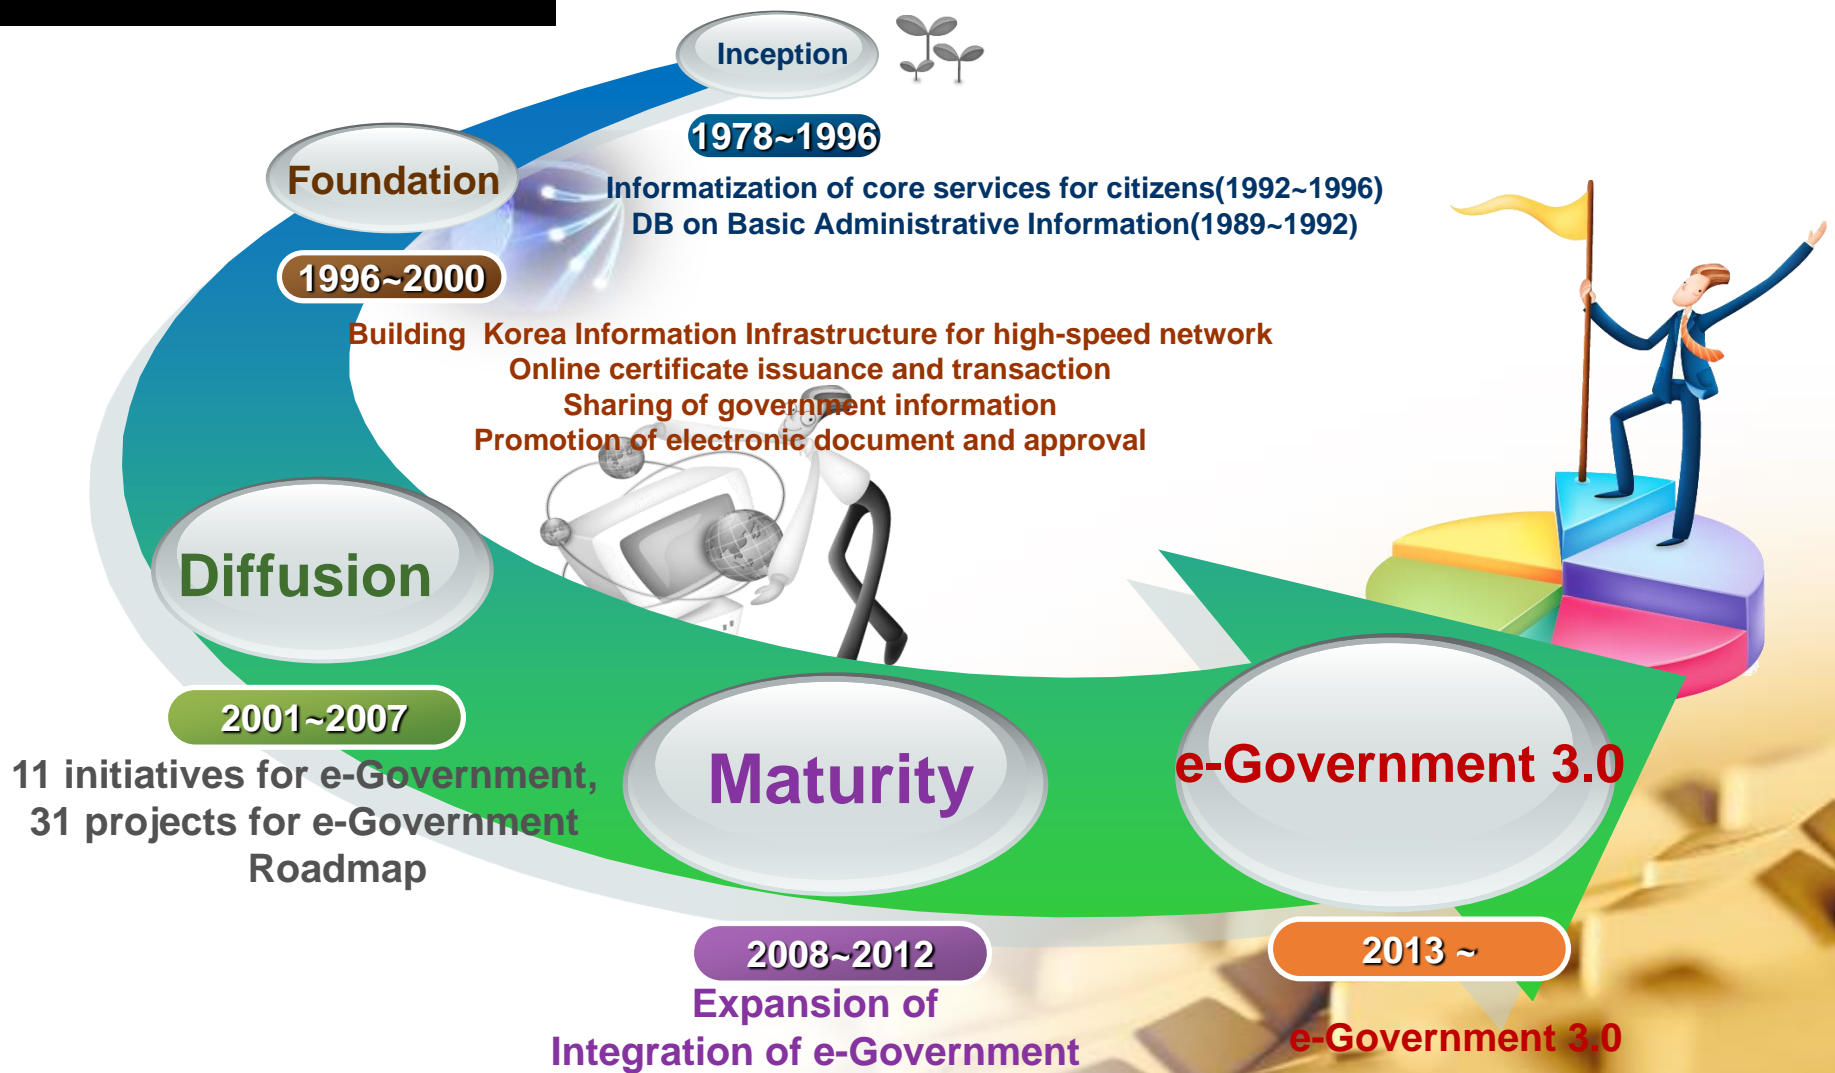 Inception
1978~1996
Informatization of core services for citizens(1992~1996)
DB on Basic Administrative Information(1989~1992)
Foundation
1996~2000
Building  Korea Information Infrastructure for high-speed network
Online certificate issuance and transaction
Sharing of government information
Promotion of electronic document and approval
Diffusion
2001~2007
11 initiatives for e-Government,
31 projects for e-Government
Roadmap
Maturity
2008~2012
Expansion of
Integration of e-Government
e-Government 3.0
2013 ~
e-Government 3.0